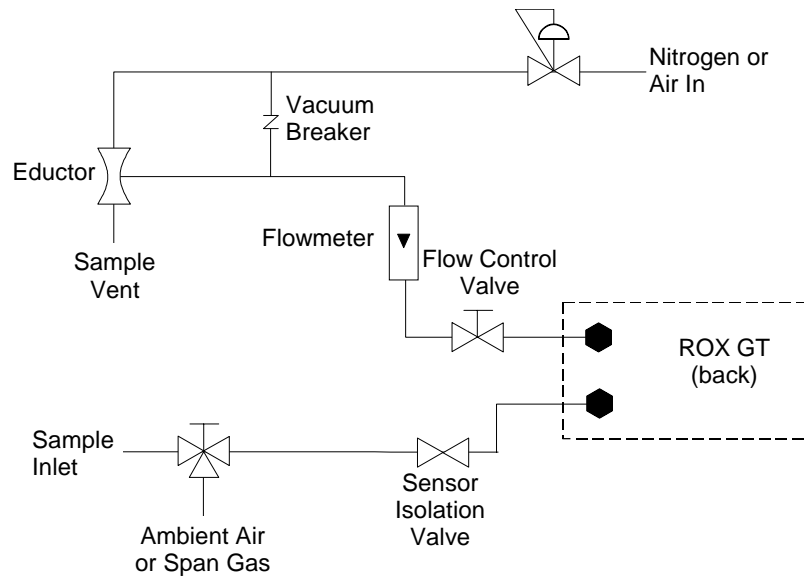 Nitrogen or
Air In
Vacuum
Breaker
Eductor
Sample
Vent
Flowmeter
Flow Control
Valve
ROX GT
(back)
Sample
Inlet
Sensor
Isolation
Valve
Ambient Air
or Span Gas